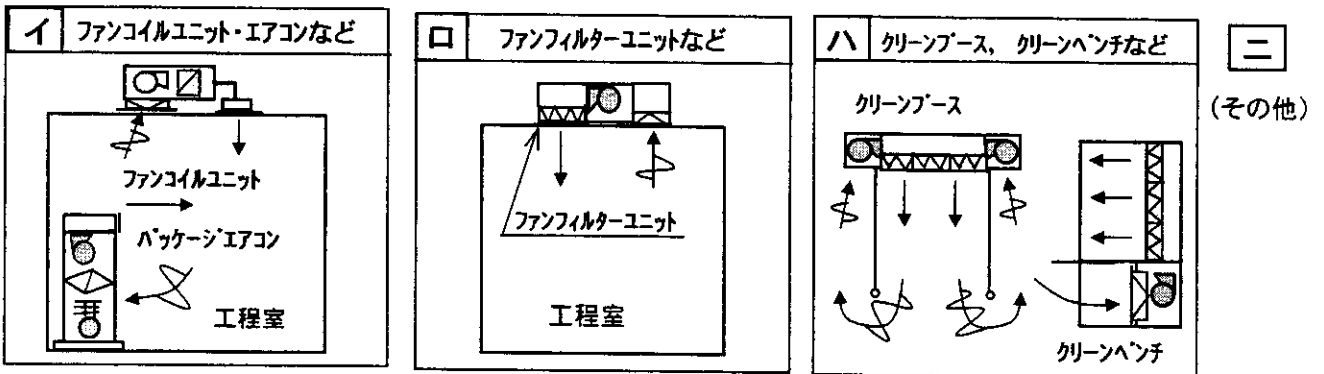 イ ファンコイルユニット・エアコンなど
ファンコイルユニット
パッケージエアコン
工程室
ロ ファンフィルターユニットなど
ファンフィルターユニット
工程室
ハ クリーンブース, クリーンベンチなど
クリーンブース
クリーンベンチ
ニ
(その他)